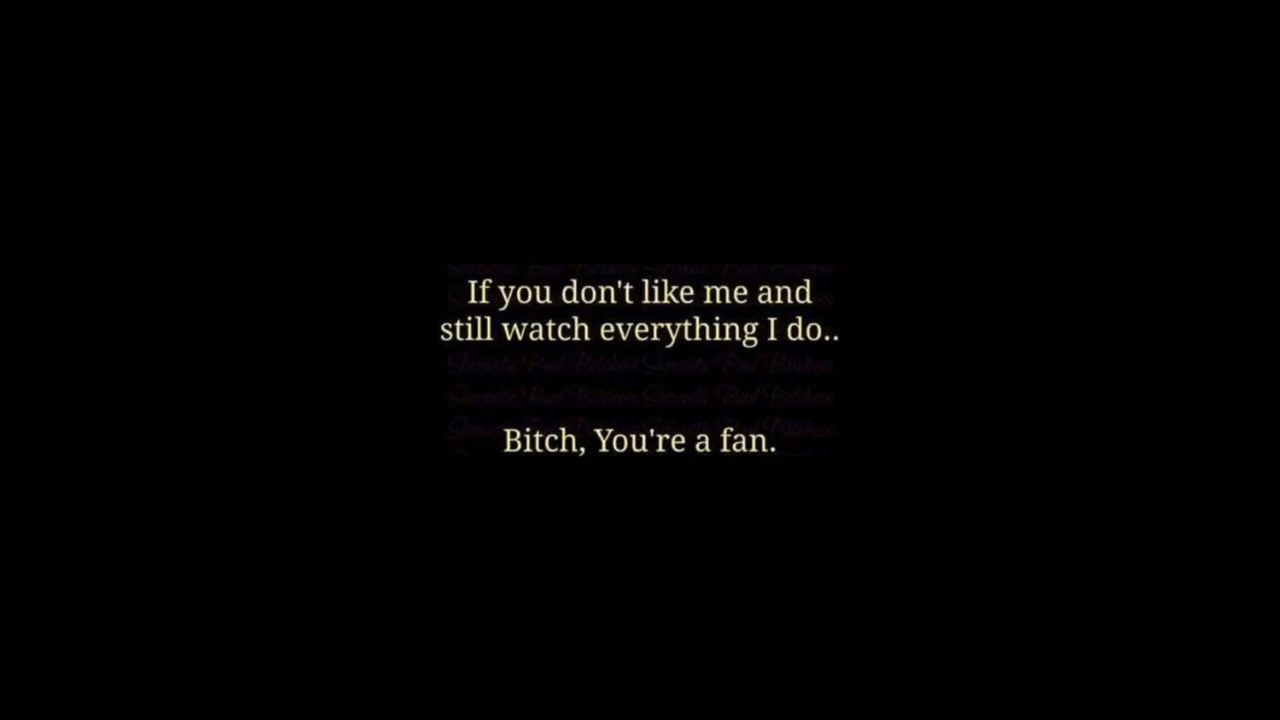 If you don't like me and
still watch everything I do..
Bitch, You're a fan.